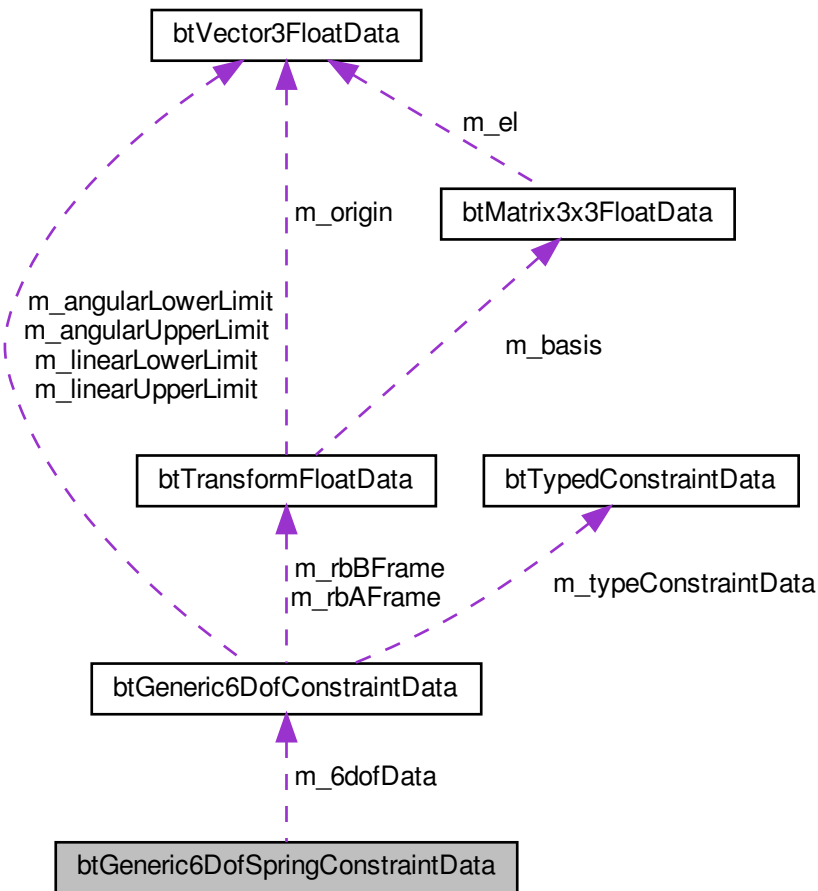 btVector3FloatData
m_el
btMatrix3x3FloatData
m_origin
m_angularLowerLimit
m_angularUpperLimit
m_linearLowerLimit
m_linearUpperLimit
m_basis
btTransformFloatData
btTypedConstraintData
m_rbBFrame
m_rbAFrame
m_typeConstraintData
btGeneric6DofConstraintData
m_6dofData
btGeneric6DofSpringConstraintData